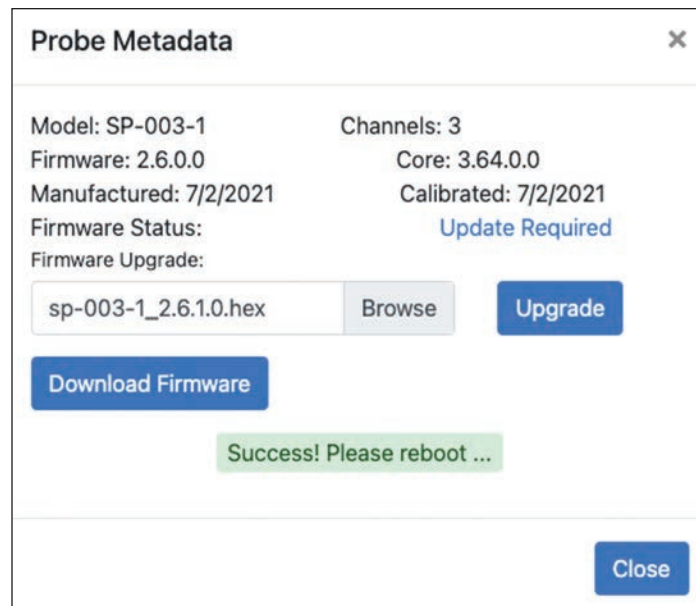 Probe Metadata ×
Model: SP-003-1 Channels: 3
Firmware: 2.6.0.0 Core: 3.64.0.0
Manufactured: 7/2/2021 Calibrated: 7/2/2021
Firmware Status: Update Required
Firmware Upgrade:
sp-003-1_2.6.1.0.hex Browse Upgrade
Download Firmware
Success! Please reboot ...
Close